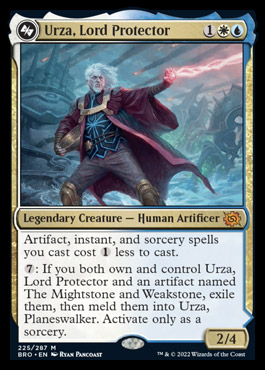 Urza, Lord Protector 1
Legendary Creature — Human Artificer
Artifact, instant, and sorcery spells
you cast cost 1 less to cast.
7: If you both own and control Urza,
Lord Protector and an artifact named
The Mightstone and Weakstone, exile
them, then meld them into Urza,
Planeswalker. Activate only as a
sorcery.
2/4
225/287 M
BRO • EN RYAN PANCOAST
™ & © 2022 Wizards of the Coast